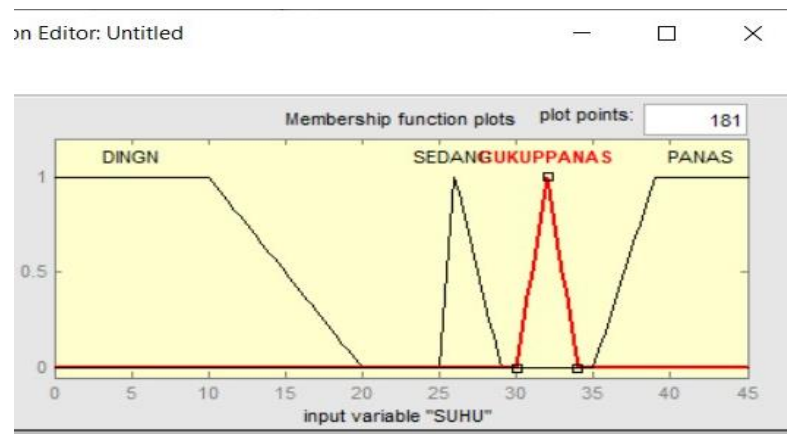 on Editor: Untitled
Membership function plots plot points: 181
DINGN SEDANG CUKUPPANAS PANAS
1
0.5
0
0 5 10 15 20 25 30 35 40 45
input variable "SUHU"